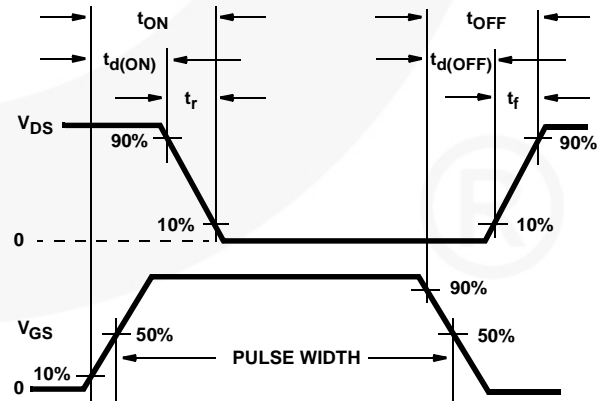 tON tOFF
td(ON) td(OFF)
tr tf
VDS
90% 90%
10% 10%
0
90%
VGS
50% 50%
PULSE WIDTH
10%
0
®